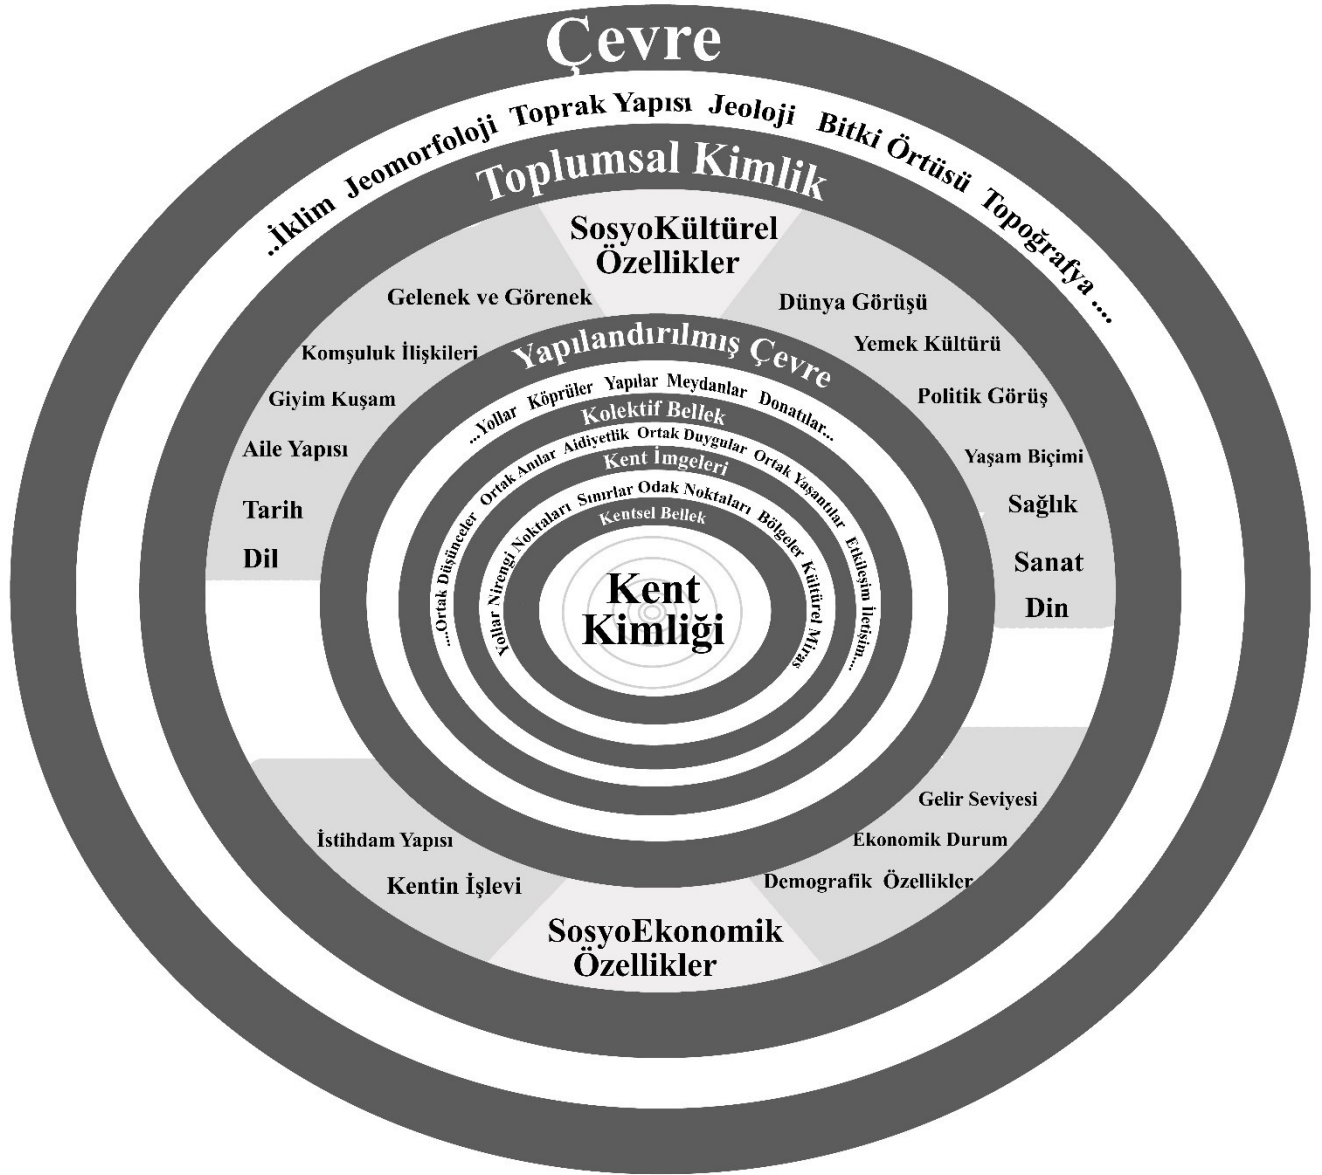 Çevre
..İklim Jeomorfoloji Toprak Yapısı Jeoloji Bitki Örtüsü Topoğrafya ....
Toplumsal Kimlik
SosyoKültürel
Özellikler
Gelenek ve Görenek
Komşuluk İlişkileri
Giyim Kuşam
Aile Yapısı
Tarih
Dil
Dünya Görüşü
Yemek Kültürü
Politik Görüş
Yaşam Biçimi
Sağlık
Sanat
Din
Yapılandırılmış Çevre
...Yollar Köprüler Yapılar Meydanlar Donatılar...
Kolektif Bellek
....Ortak Düşünceler Ortak Anılar Aidiyetlik Ortak Duygular Ortak Yaşantılar Etkileşim İletişim....
Kent İmgeleri
Yollar Nirengi Noktaları Sınırlar Odak Noktaları Bölgeler Kültürel Miras
Kentsel Bellek
Kent
Kimliği
İstihdam Yapısı
Kentin İşlevi
Gelir Seviyesi
Ekonomik Durum
Demografik Özellikler
SosyoEkonomik
Özellikler